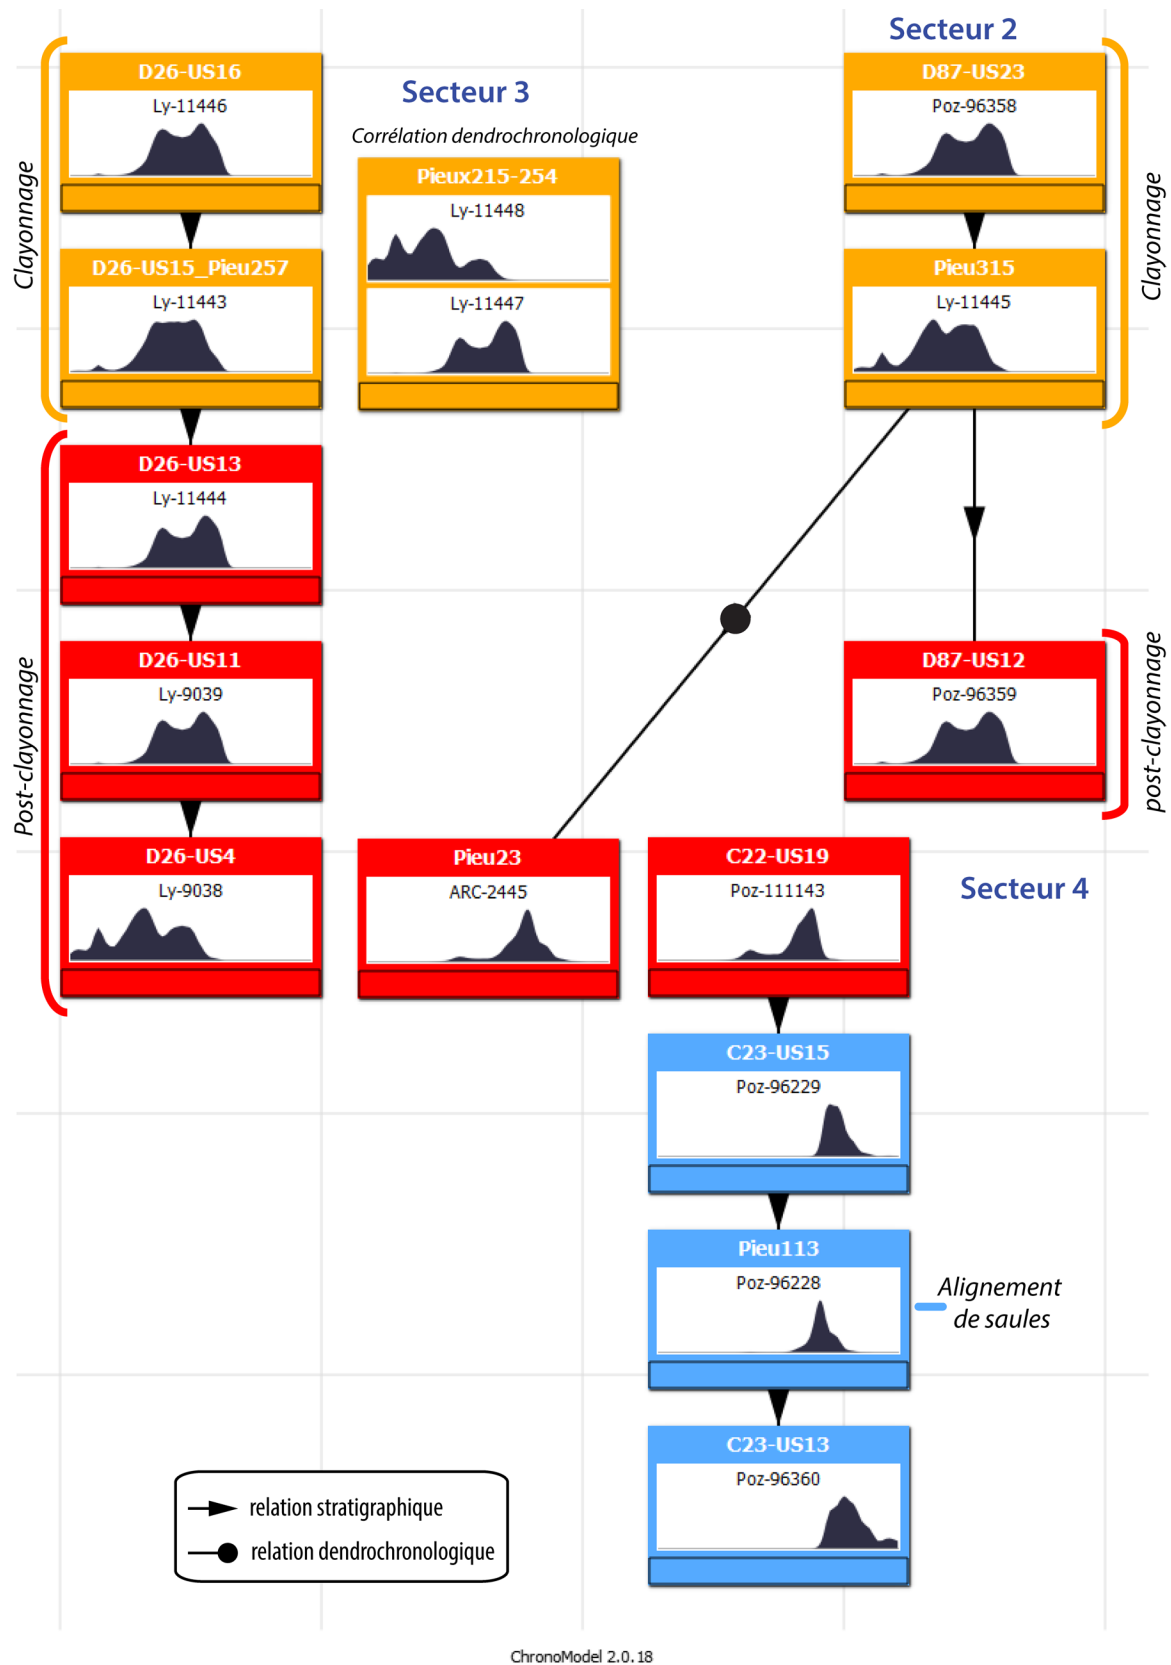 Secteur 2
D26-US16
Ly-11446
Secteur 3
Corrélation dendrochronologique
D87-US23
Poz-96358
Clayonnage
Pieux215-254
Ly-11448
Clayonnage
D26-US15_Pieu257
Ly-11443
Ly-11447
Pieu315
Ly-11445
D26-US13
Ly-11444
Post-clayonnage
D26-US11
Ly-9039
D87-US12
Poz-96359
post-clayonnage
D26-US4
Ly-9038
Pieu23
ARC-2445
C22-US19
Poz-111143
Secteur 4
C23-US15
Poz-96229
Pieu113
Poz-96228
Alignement
de saules
C23-US13
Poz-96360
relation stratigraphique
relation dendrochronologique
ChronoModel 2.0.18